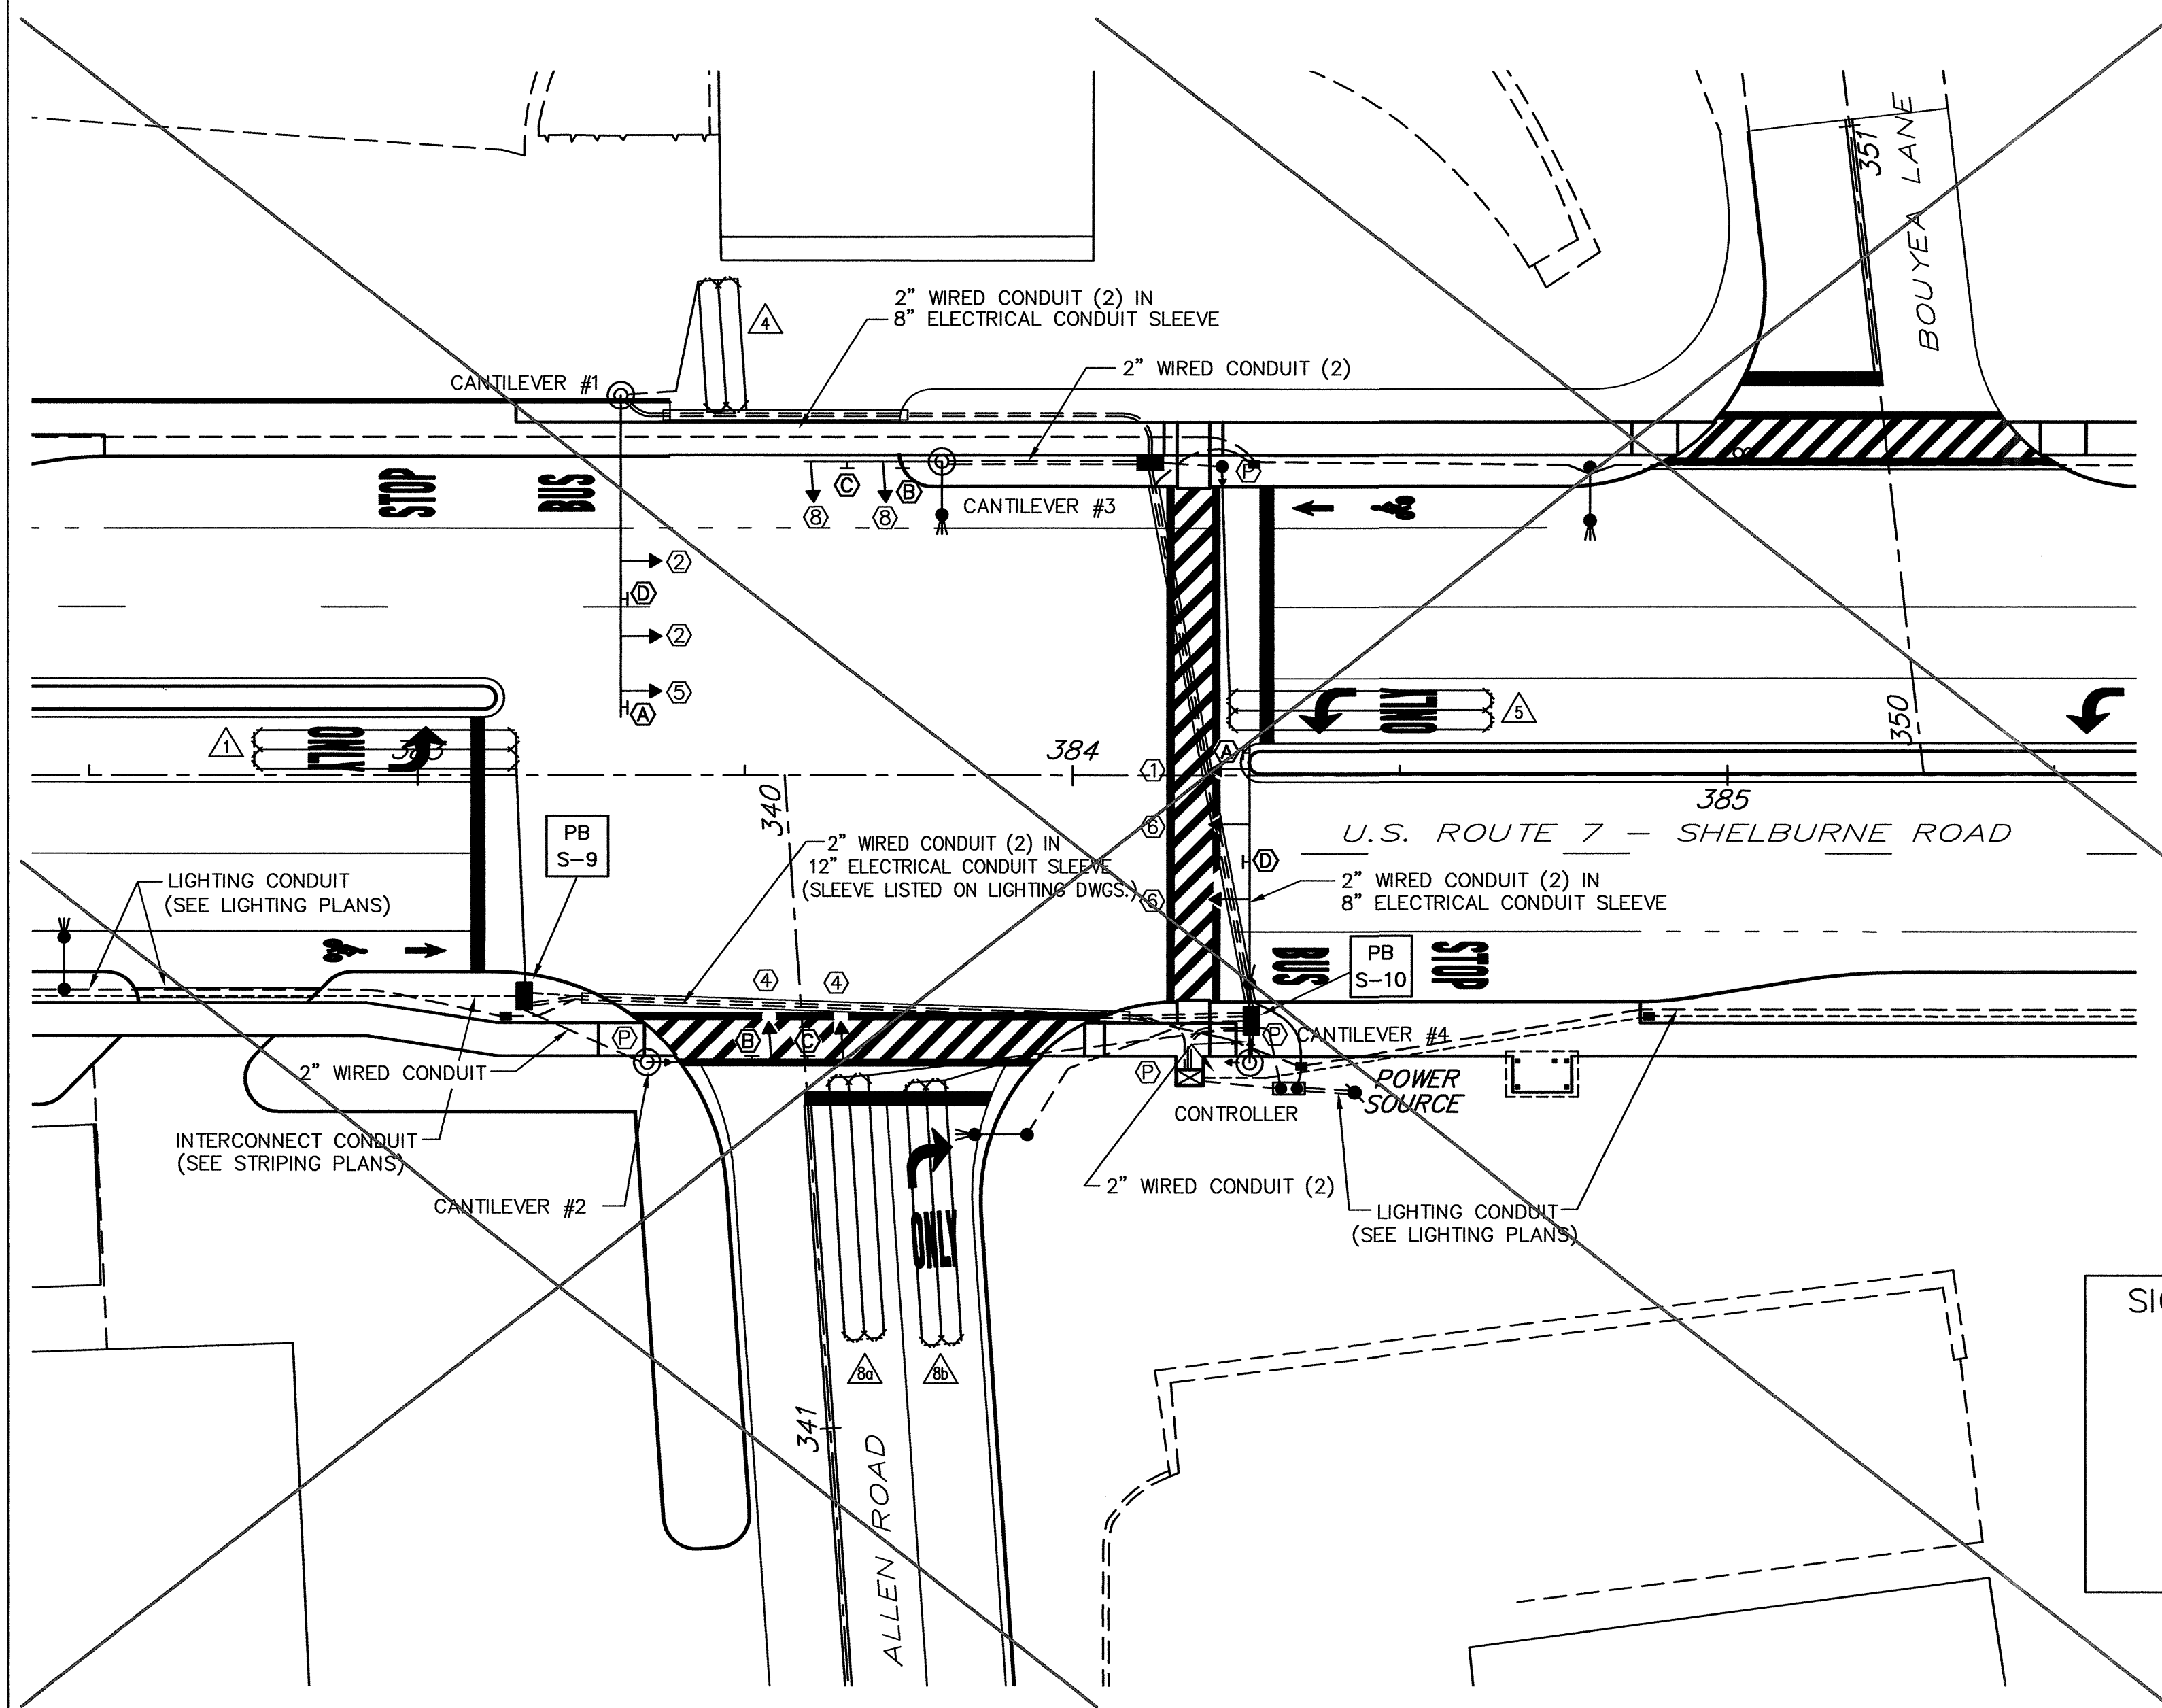 351
BOUYEA LANE
2" WIRED CONDUIT (2) IN
8" ELECTRICAL CONDUIT SLEEVE
4
2" WIRED CONDUIT (2)
CANTILEVER #1
STOP
BUS
C
B
P
8
8
CANTILEVER #3
2
D
2
5
A
1
ONLY
383
384
A
1
ONLY
5
350
385
340
6
U.S. ROUTE 7 – SHELBURNE ROAD
PB
S-9
2" WIRED CONDUIT (2) IN
12" ELECTRICAL CONDUIT SLEEVE
(SLEEVE LISTED ON LIGHTING DWGS.)
D
6
LIGHTING CONDUIT
(SEE LIGHTING PLANS)
2" WIRED CONDUIT (2) IN
8" ELECTRICAL CONDUIT SLEEVE
BUS
PB
S-10
STOP
4
4
P
B
C
P
CANTILEVER #4
2" WIRED CONDUIT
P
POWER
SOURCE
CONTROLLER
INTERCONNECT CONDUIT
(SEE STRIPING PLANS)
CANTILEVER #2
2" WIRED CONDUIT (2)
ONLY
LIGHTING CONDUIT
(SEE LIGHTING PLANS)
8a
8b
341
ALLEN ROAD